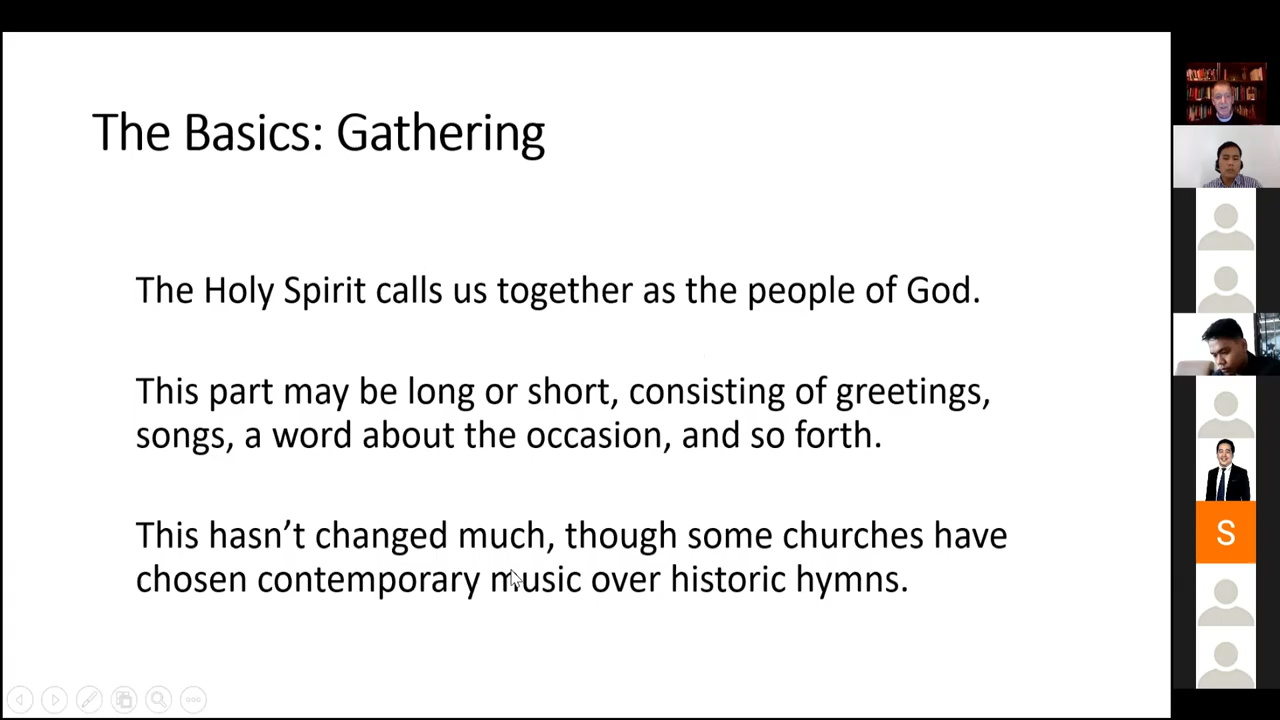 The Basics: Gathering
The Holy Spirit calls us together as the people of God.
This part may be long or short, consisting of greetings,
songs, a word about the occasion, and so forth.
This hasn’t changed much, though some churches have
chosen contemporary music over historic hymns.
S